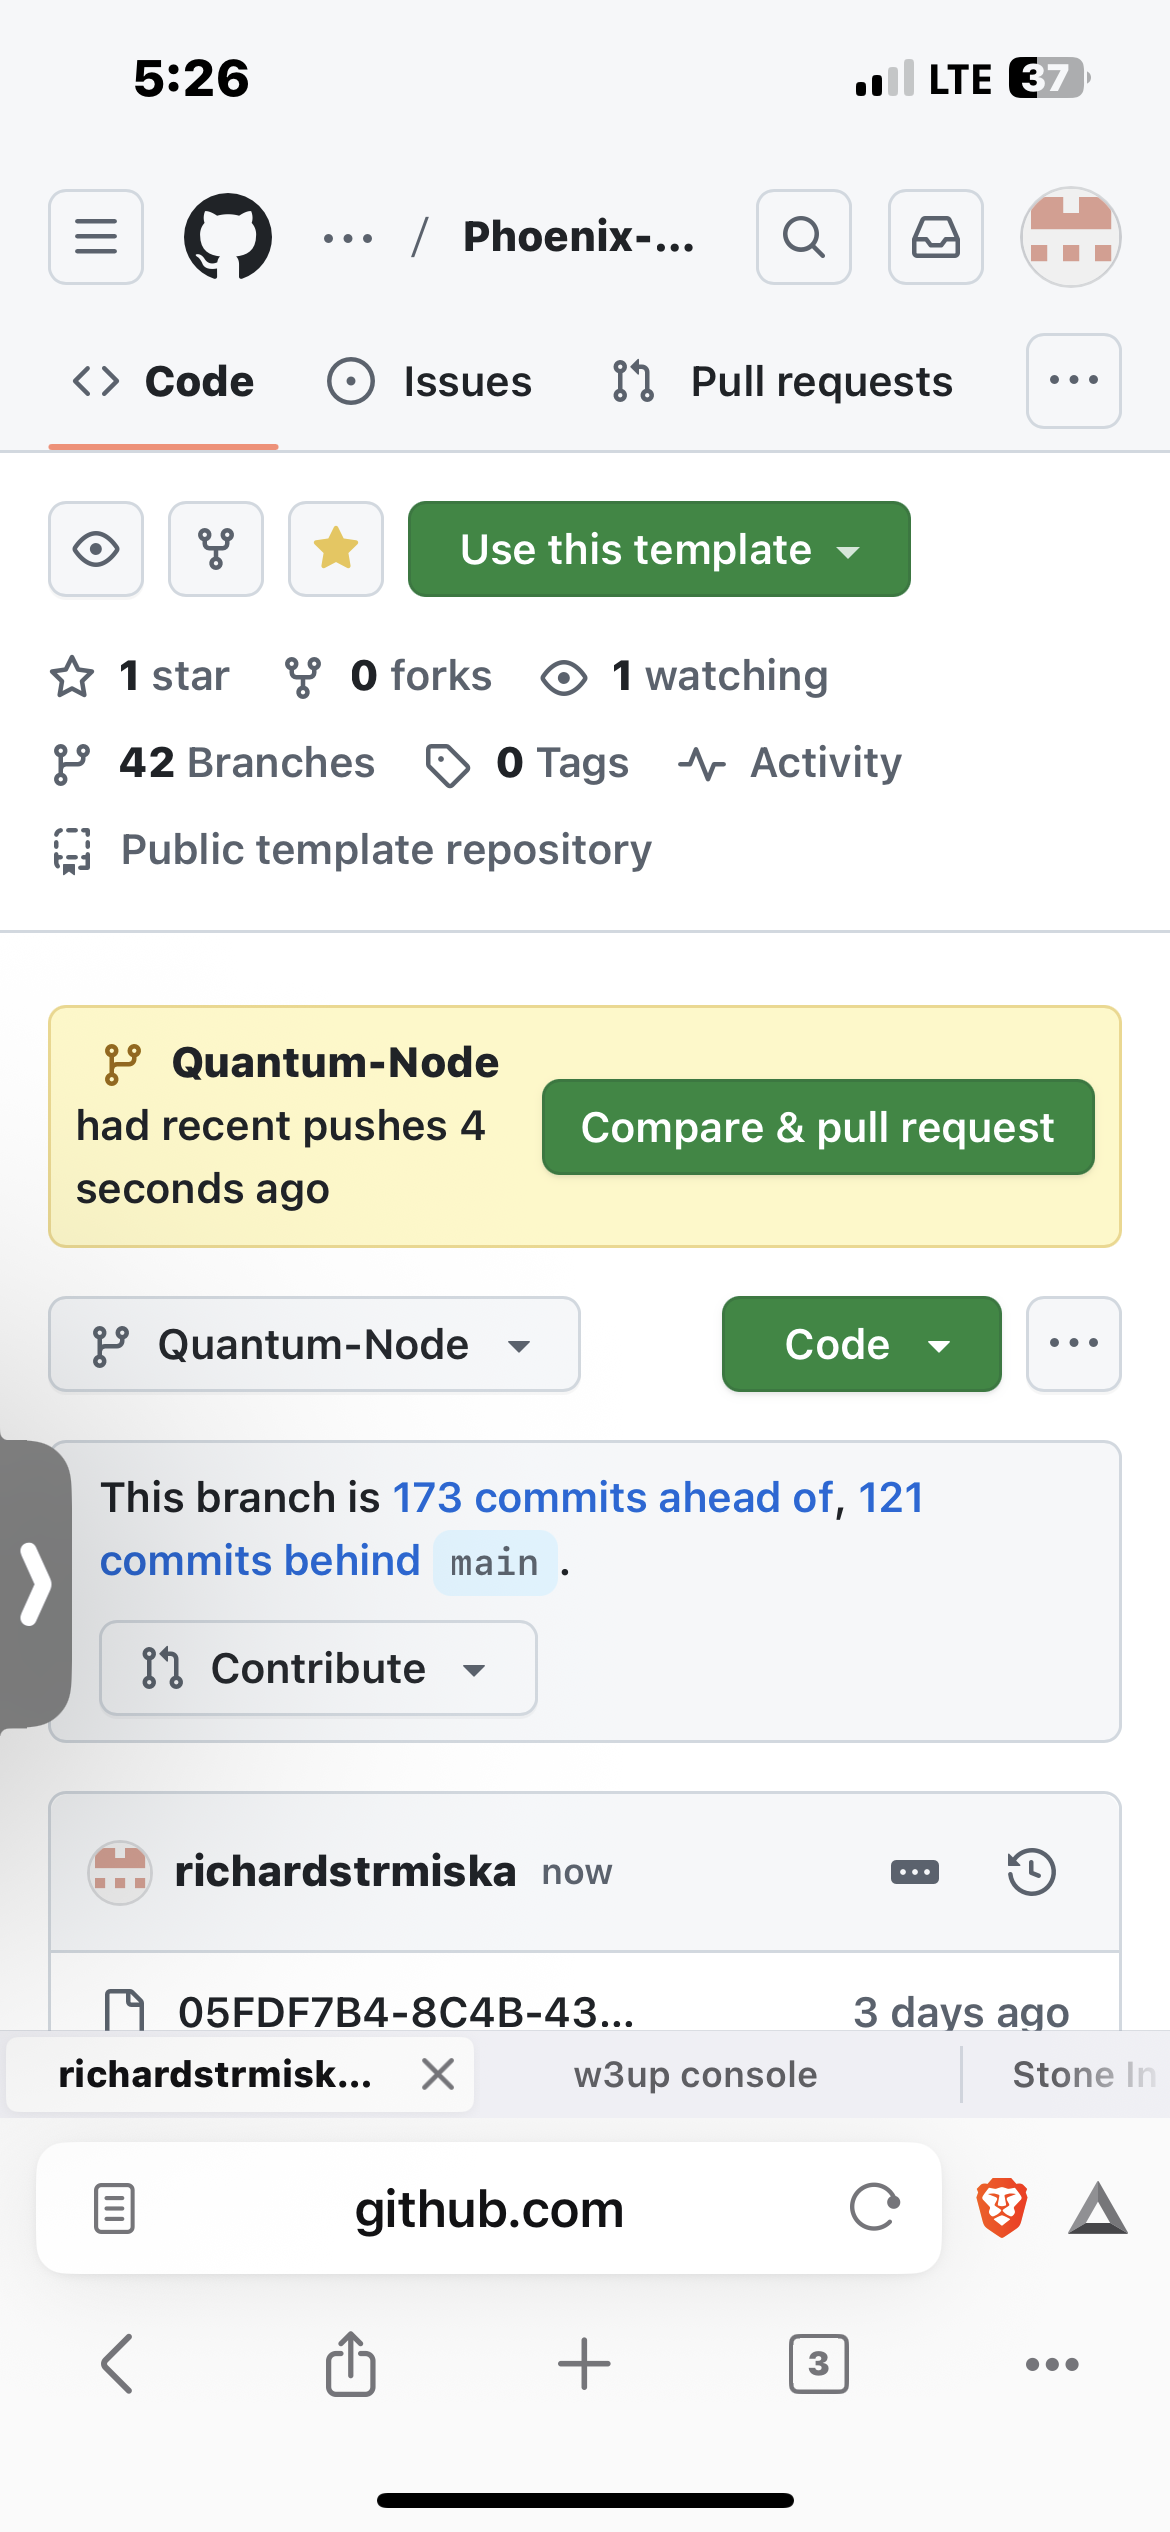 5:26
LTE 37
... / Phoenix-...
Code Issues Pull requests
Use this template
1 star 0 forks 1 watching
42 Branches 0 Tags Activity
Public template repository
Quantum-Node
had recent pushes 4
seconds ago
Compare & pull request
Quantum-Node
Code
This branch is 173 commits ahead of, 121
commits behind main.
Contribute
richardstrmiska now
05FDF7B4-8C4B-43... 3 days ago
richardstrmisk... w3up console Stone In
github.com
3